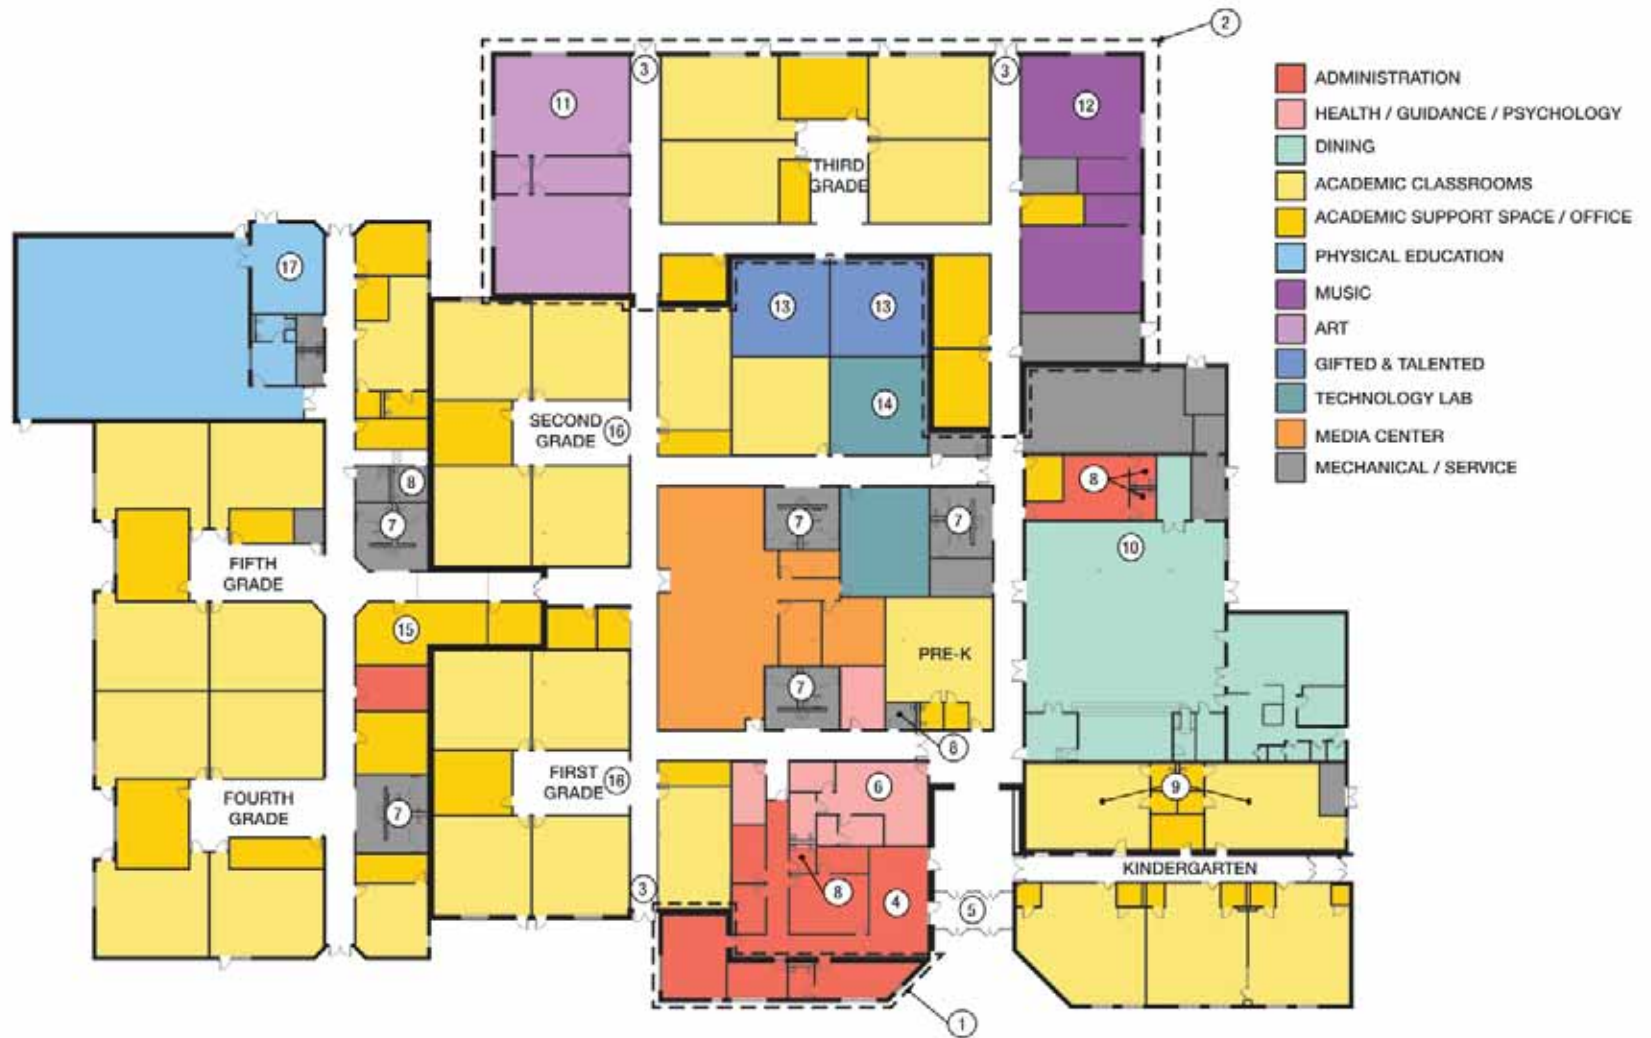 2
3
3
11
12
THIRD
GRADE
17
13
13
14
SECOND
GRADE
16
8
7
8
7
7
10
FIFTH
GRADE
15
PRE-K
7
8
FIRST
GRADE
16
6
9
FOURTH
GRADE
7
KINDERGARTEN
3
8
4
5
1
ADMINISTRATION
HEALTH / GUIDANCE / PSYCHOLOGY
DINING
ACADEMIC CLASSROOMS
ACADEMIC SUPPORT SPACE / OFFICE
PHYSICAL EDUCATION
MUSIC
ART
GIFTED & TALENTED
TECHNOLOGY LAB
MEDIA CENTER
MECHANICAL / SERVICE